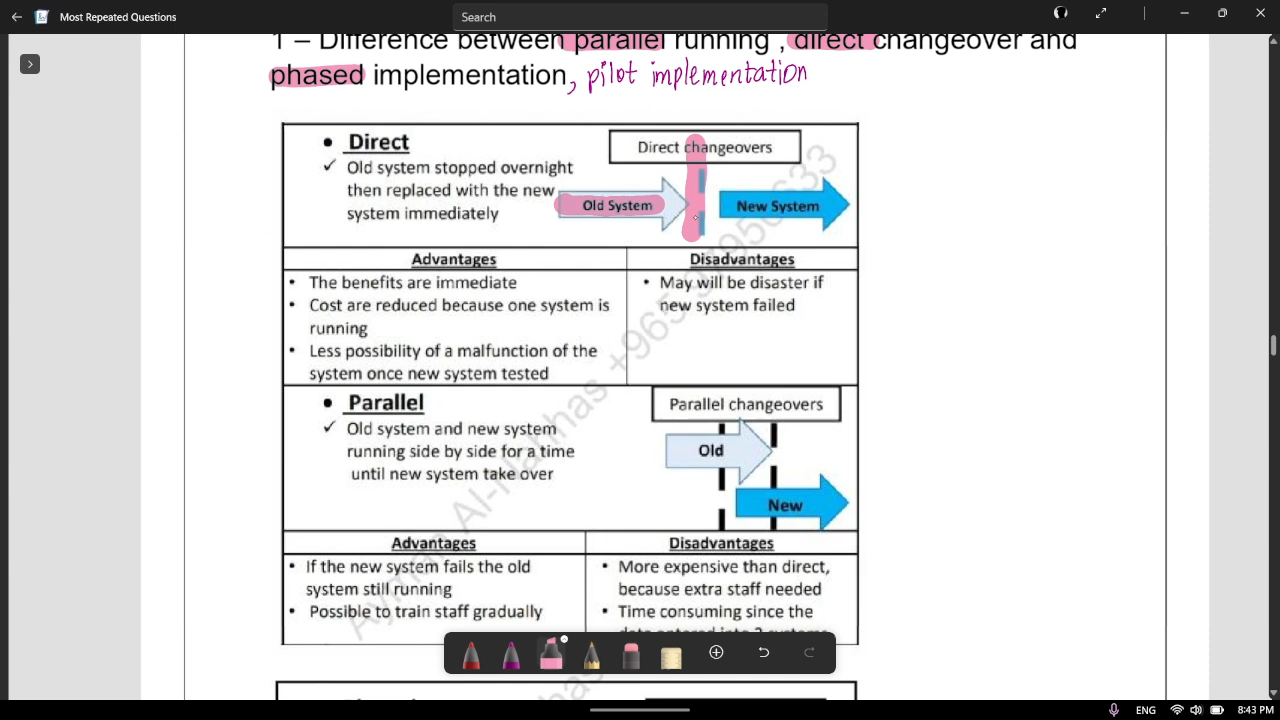 Most Repeated Questions
Search
1 – Difference between parallel running , direct changeover and
phased implementation, pilot implementation
Direct
Old system stopped overnight
then replaced with the new
system immediately
Direct changeovers
Old System
New System
Advantages
Disadvantages
The benefits are immediate
Cost are reduced because one system is
running
Less possibility of a malfunction of the
system once new system tested
May will be disaster if
new system failed
Parallel
Old system and new system
running side by side for a time
until new system take over
Parallel changeovers
Old
New
Advantages
Disadvantages
If the new system fails the old
system still running
Possible to train staff gradually
More expensive than direct,
because extra staff needed
Time consuming since the
data entered into 2 systems
ENG
8:43 PM